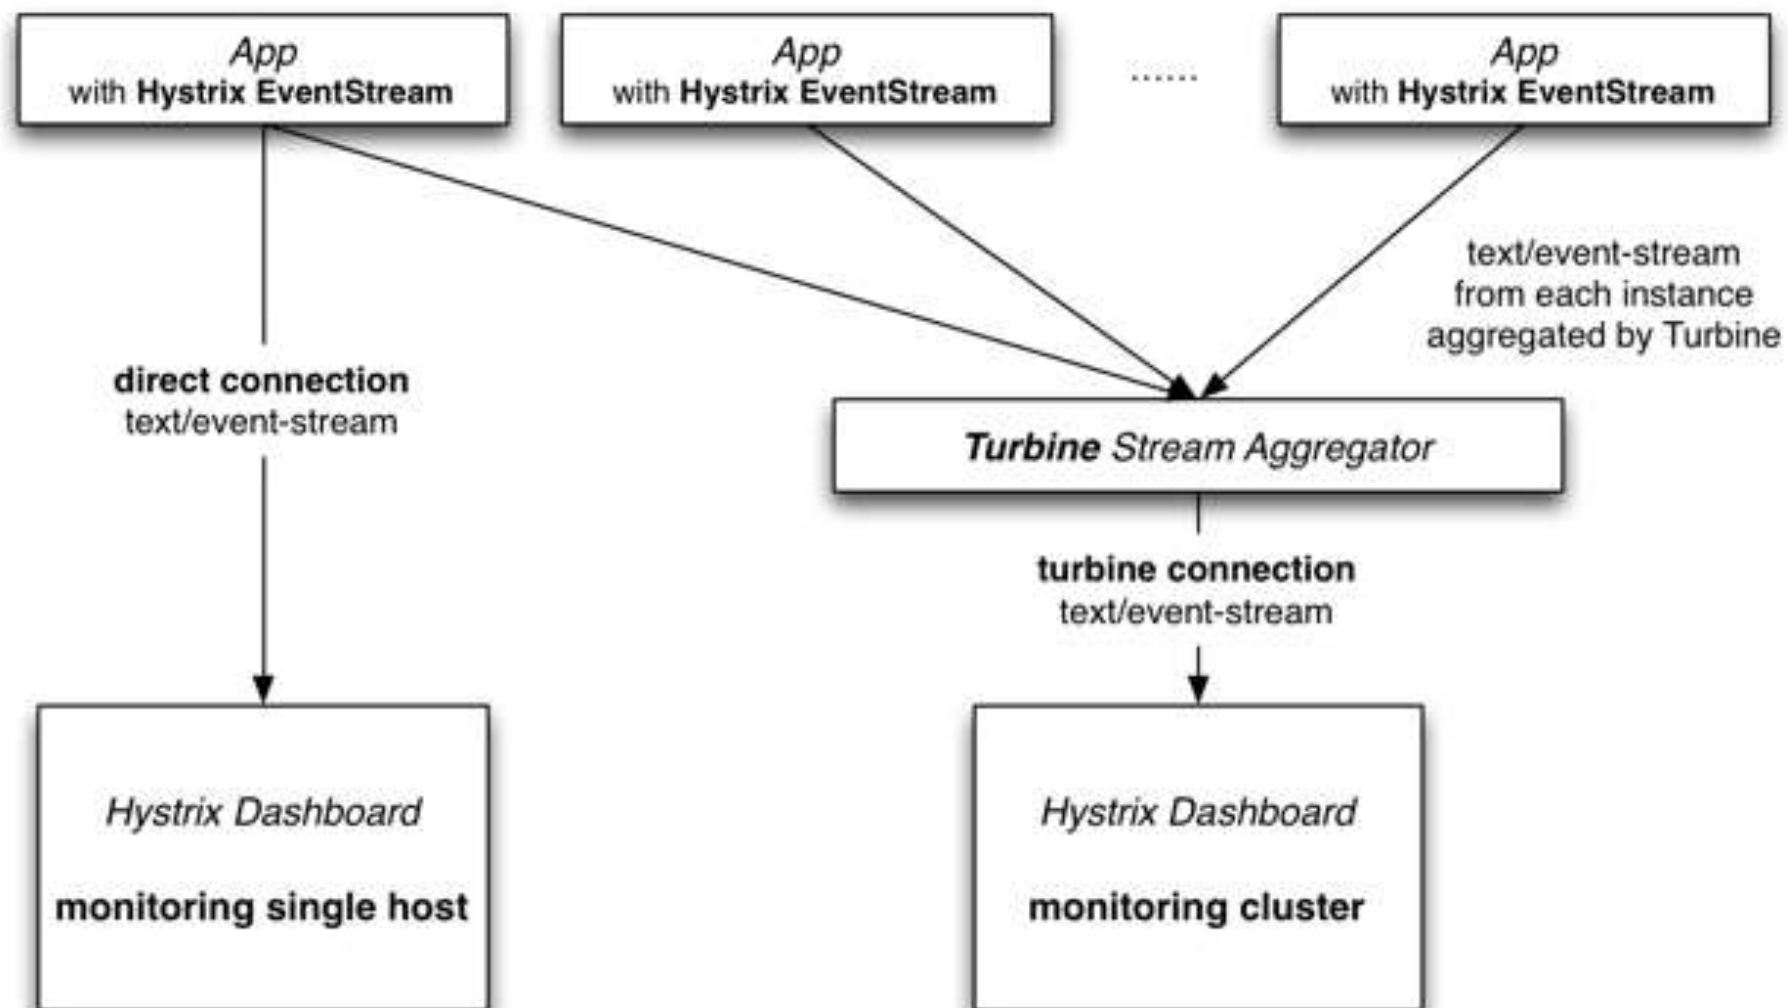 App
with Hystrix EventStream
App
with Hystrix EventStream
......
App
with Hystrix EventStream
text/event-stream
from each instance
aggregated by Turbine
direct connection
text/event-stream
Turbine Stream Aggregator
turbine connection
text/event-stream
Hystrix Dashboard
monitoring single host
Hystrix Dashboard
monitoring cluster